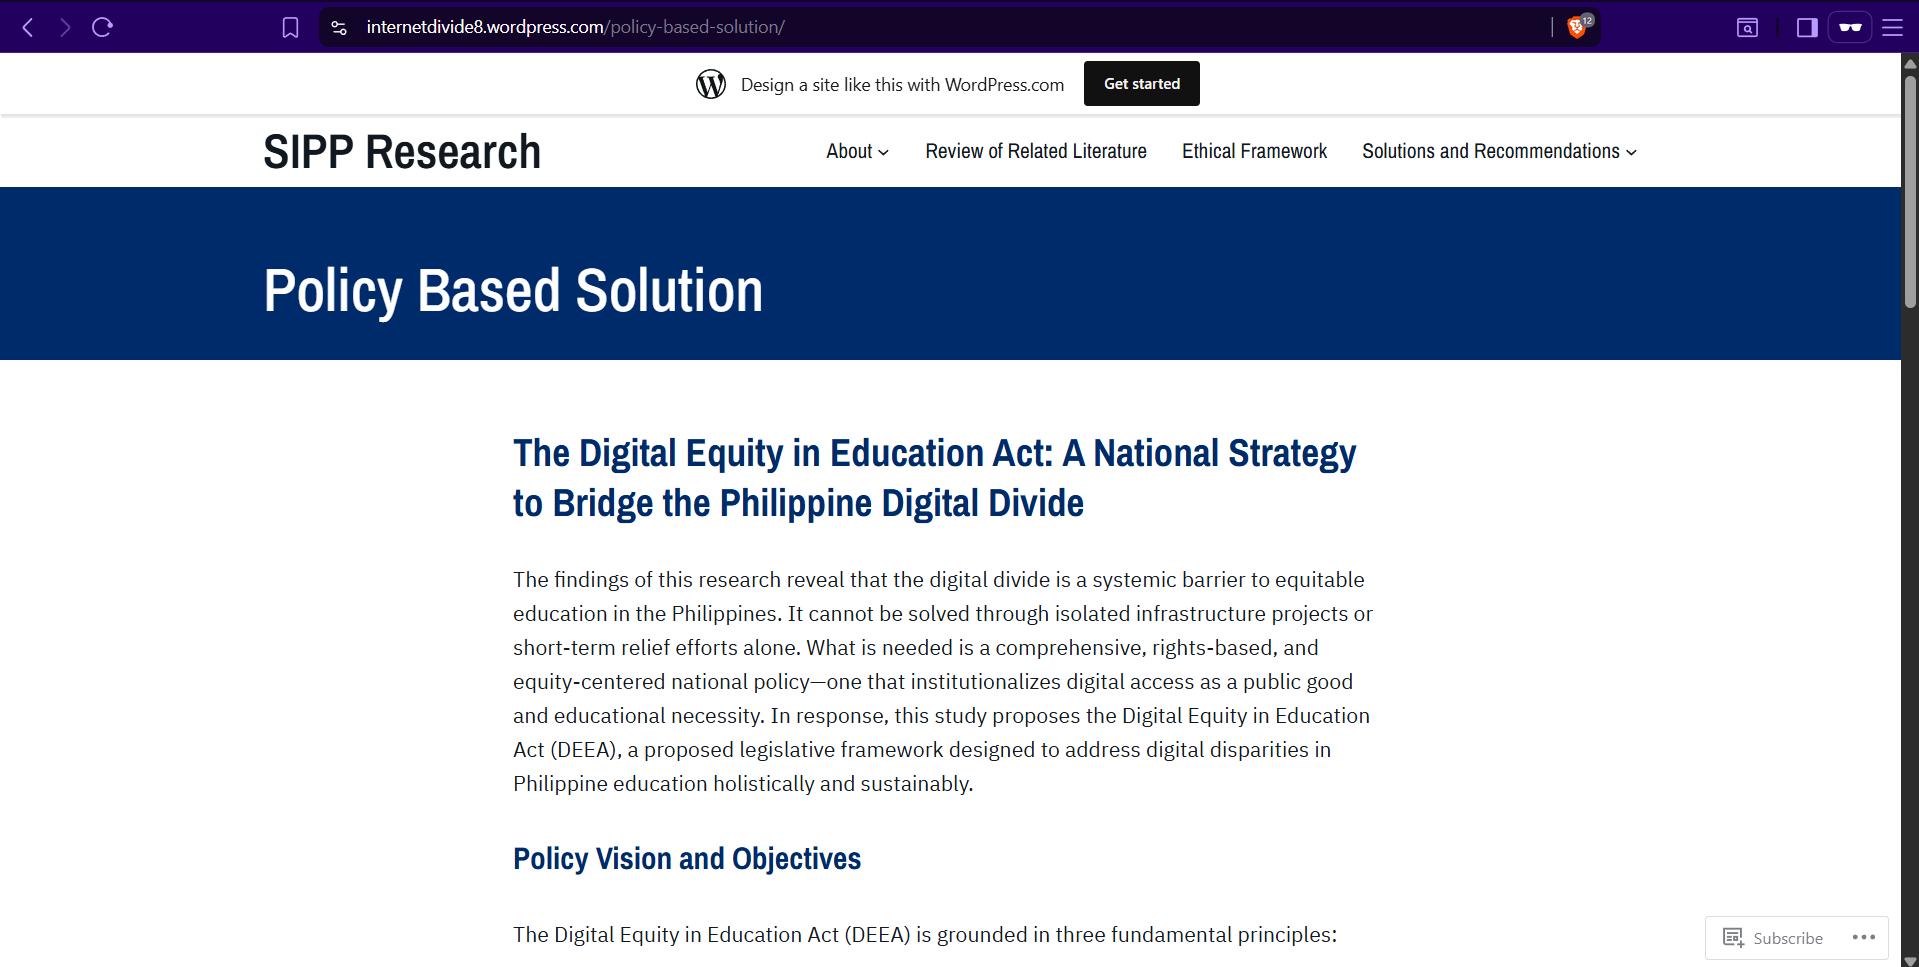 internetdivide8.wordpress.com/policy-based-solution/
12
Design a site like this with WordPress.com
Get started
SIPP Research
About
Review of Related Literature
Ethical Framework
Solutions and Recommendations
Policy Based Solution
The Digital Equity in Education Act: A National Strategy
to Bridge the Philippine Digital Divide
The findings of this research reveal that the digital divide is a systemic barrier to equitable
education in the Philippines. It cannot be solved through isolated infrastructure projects or
short-term relief efforts alone. What is needed is a comprehensive, rights-based, and
equity-centered national policy—one that institutionalizes digital access as a public good
and educational necessity. In response, this study proposes the Digital Equity in Education
Act (DEEA), a proposed legislative framework designed to address digital disparities in
Philippine education holistically and sustainably.
Policy Vision and Objectives
The Digital Equity in Education Act (DEEA) is grounded in three fundamental principles:
Subscribe